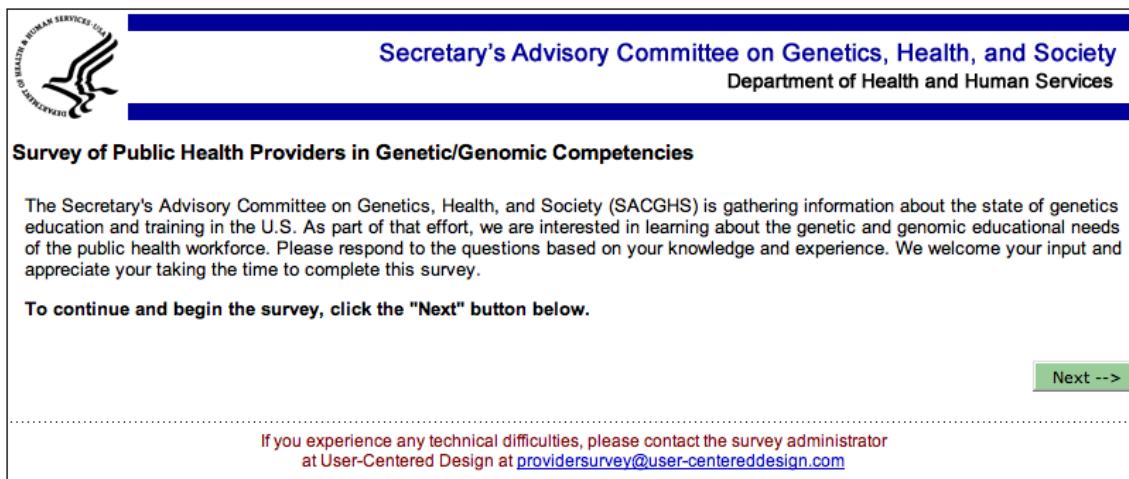 DEPARTMENT OF HEALTH & HUMAN SERVICES·USA
Secretary's Advisory Committee on Genetics, Health, and Society
Department of Health and Human Services
Survey of Public Health Providers in Genetic/Genomic Competencies
The Secretary's Advisory Committee on Genetics, Health, and Society (SACGHS) is gathering information about the state of genetics
education and training in the U.S. As part of that effort, we are interested in learning about the genetic and genomic educational needs
of the public health workforce. Please respond to the questions based on your knowledge and experience. We welcome your input and
appreciate your taking the time to complete this survey.
To continue and begin the survey, click the "Next" button below.
Next -->
If you experience any technical difficulties, please contact the survey administrator
at User-Centered Design at providersurvey@user-centereddesign.com